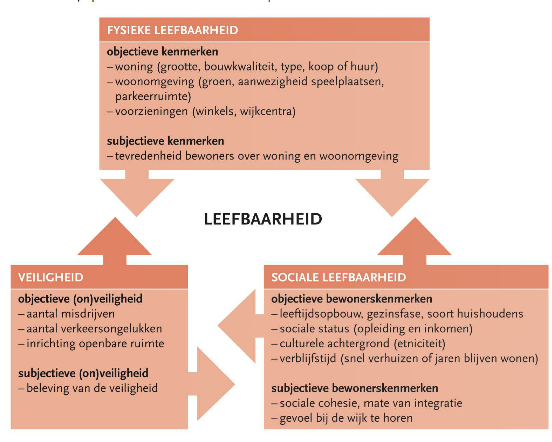 FYSIEKE LEEFBAARHEID
objectieve kenmerken
– woning (grootte, bouwkwaliteit, type, koop of huur)
– woonomgeving (groen, aanwezigheid speelplaatsen,
parkeerruimte)
– voorzieningen (winkels, wijkcentra)
subjectieve kenmerken
– tevredenheid bewoners over woning en woonomgeving
LEEFBAARHEID
VEILIGHEID
objectieve (on)veiligheid
– aantal misdrijven
– aantal verkeersongelukken
– inrichting openbare ruimte
subjectieve (on)veiligheid
– beleving van de veiligheid
SOCIALE LEEFBAARHEID
objectieve bewonerskenmerken
– leeftijdsopbouw, gezinsfase, soort huishoudens
– sociale status (opleiding en inkomen)
– culturele achtergrond (etniciteit)
– verblijfstijd (snel verhuizen of jaren blijven wonen)
subjectieve bewonerskenmerken
– sociale cohesie, mate van integratie
– gevoel bij de wijk te horen